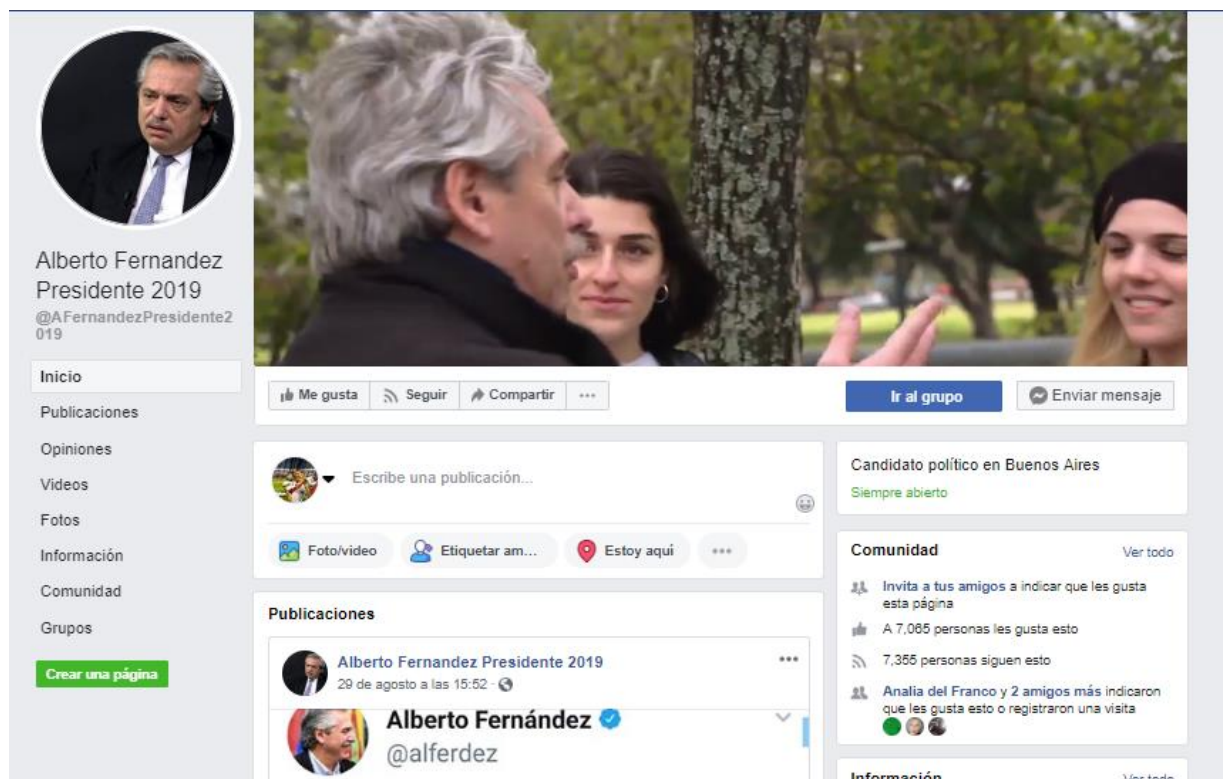 Alberto Fernandez
Presidente 2019
@AFernandezPresidente2
019
Inicio
Publicaciones
Opiniones
Videos
Fotos
Información
Comunidad
Grupos
Crear una página
Me gusta
Seguir
Compartir
Ir al grupo
Enviar mensaje
Escribe una publicación...
Foto/video
Etiquetar am...
Estoy aquí
Publicaciones
Alberto Fernandez Presidente 2019
29 de agosto a las 15:52 ·
Alberto Fernández
@alferdez
Candidato político en Buenos Aires
Siempre abierto
Comunidad
Ver todo
Invita a tus amigos a indicar que les gusta
esta página
A 7,065 personas les gusta esto
7,355 personas siguen esto
Analia del Franco y 2 amigos más indicaron
que les gusta esto o registraron una visita
Información
Ver todo